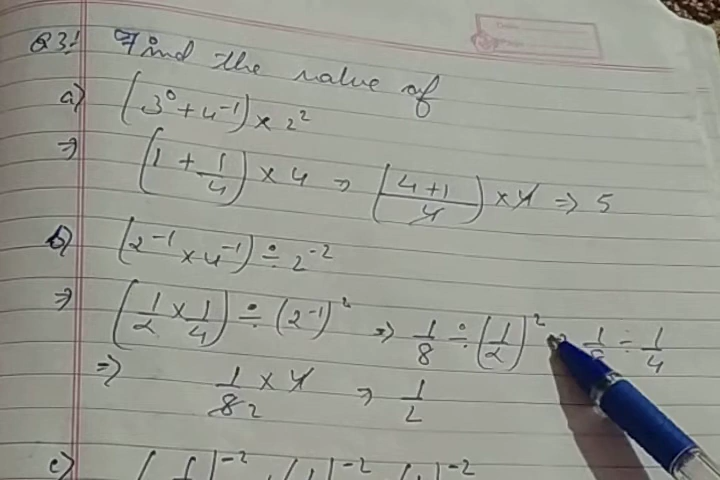 Q3: Find the value of
a) (3⁰ + 4⁻¹) × 2²
⇒ (1 + 1/4) × 4 ⇒ (4+1/4) × 4 ⇒ 5
b) (2⁻¹ × 4⁻¹) ÷ 2⁻²
⇒ (1/2 × 1/4) ÷ (2⁻¹)² ⇒ 1/8 ÷ (1/2)² 1/8 ÷ 1/4
⇒ 1/8 2 × 4 ⇒ 1/2
c)